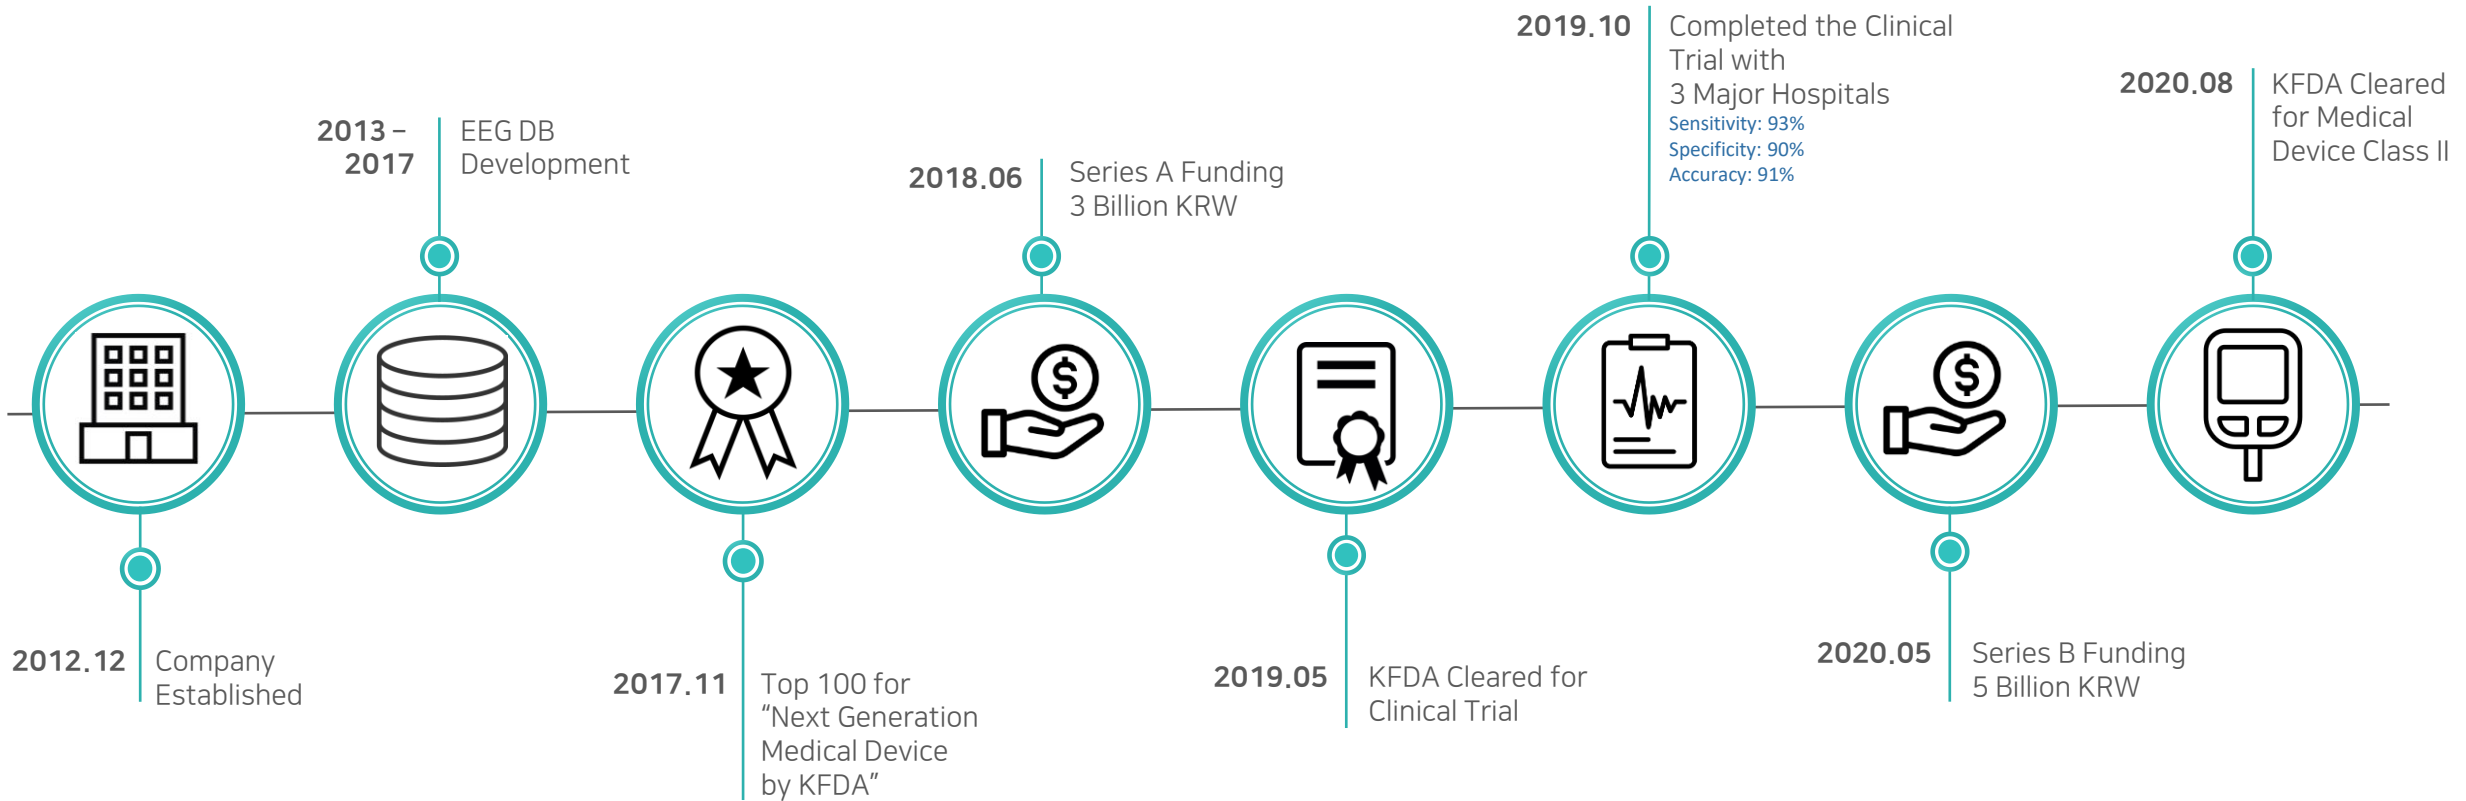 2012.12
Company
Established
2013 –
2017
EEG DB
Development
2017.11
Top 100 for
“Next Generation
Medical Device
by KFDA”
2018.06
Series A Funding
3 Billion KRW
2019.05
KFDA Cleared for
Clinical Trial
2019.10
Completed the Clinical
Trial with
3 Major Hospitals
Sensitivity: 93%
Specificity: 90%
Accuracy: 91%
2020.05
Series B Funding
5 Billion KRW
2020.08
KFDA Cleared
for Medical
Device Class II